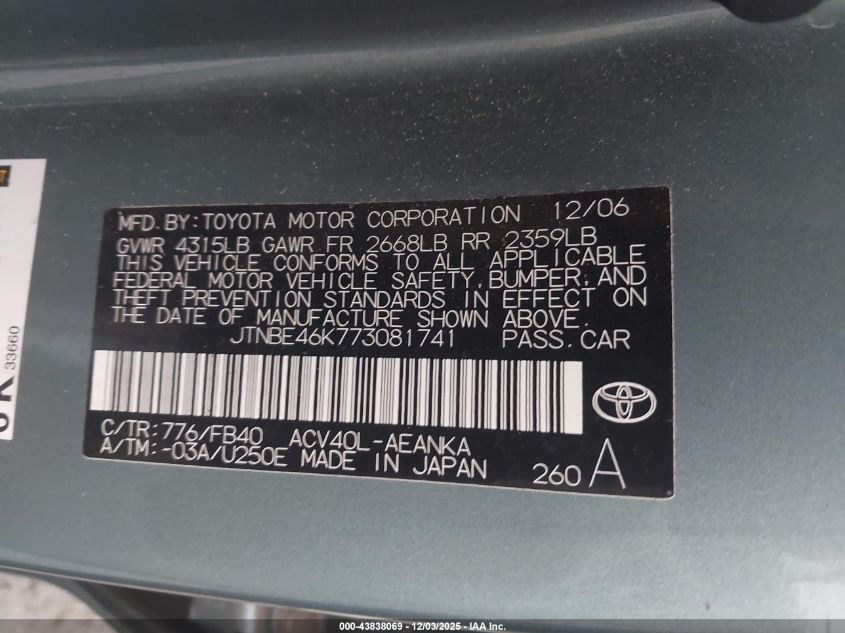 MFD. BY: TOYOTA MOTOR CORPORATION 12/06
GVWR 4315LB GAWR FR 2668LB RR 2359LB
THIS VEHICLE CONFORMS TO ALL APPLICABLE
FEDERAL MOTOR VEHICLE SAFETY, BUMPER, AND
THEFT PREVENTION STANDARDS IN EFFECT ON
THE DATE OF MANUFACTURE SHOWN ABOVE.
JTNBE46K773081741 PASS. CAR
C/TR: 776/FB40 ACV40L-AEANKA
A/TM: -03A/U250E MADE IN JAPAN
260 A
33660
000-43838069 - 12/03/2025 - IAA Inc.